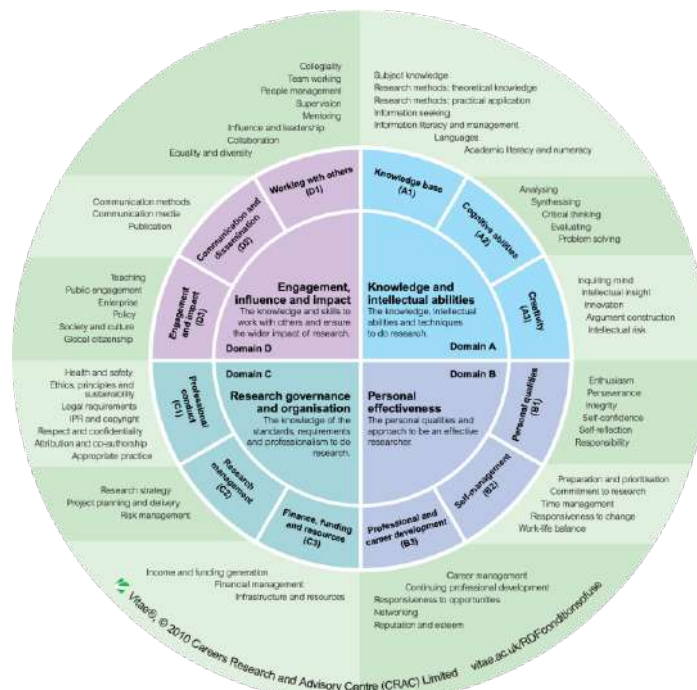 Collegiality
Team working
People management
Supervision
Mentoring
Influence and leadership
Collaboration
Equality and diversity
Subject knowledge
Research methods: theoretical knowledge
Research methods: practical application
Information seeking
Information literacy and management
Languages
Academic literacy and numeracy
Communication methods
Communication media
Publication
Analysing
Synthesising
Critical thinking
Evaluating
Problem solving
Teaching
Public engagement
Enterprise
Policy
Society and culture
Global citizenship
Inquiring mind
Intellectual insight
Innovation
Argument construction
Intellectual risk
Working with others
(D1)
Communication and
dissemination
(D2)
Engagement
and impact
(D3)
Knowledge base
(A1)
Cognitive abilities
(A2)
Creativity
(A3)
Engagement,
influence and impact
The knowledge and skills to
work with others and ensure
the wider impact of research.
Domain D
Knowledge and
intellectual abilities
The knowledge, intellectual
abilities and techniques
to do research.
Domain A
Domain C
Research governance
and organisation
The knowledge of the
standards, requirements
and professionalism to do
research.
Domain B
Personal
effectiveness
The personal qualities and
approach to be an effective
researcher.
Professional
conduct
(C1)
Research
management
(C2)
Finance, funding
and resources
(C3)
Personal qualities
(B1)
Self-management
(B2)
Professional and
career development
(B3)
Health and safety
Ethics, principles and
sustainability
Legal requirements
IPR and copyright
Respect and confidentiality
Attribution and co-authorship
Appropriate practice
Enthusiasm
Perseverance
Integrity
Self-confidence
Self-reflection
Responsibility
Research strategy
Project planning and delivery
Risk management
Preparation and prioritisation
Commitment to research
Time management
Responsiveness to change
Work-life balance
Income and funding generation
Financial management
Infrastructure and resources
Career management
Continuing professional development
Responsiveness to opportunities
Networking
Reputation and esteem
Vitae®, © 2010 Careers Research and Advisory Centre (CRAC) Limited vitae.ac.uk/RDFconditionsofuse